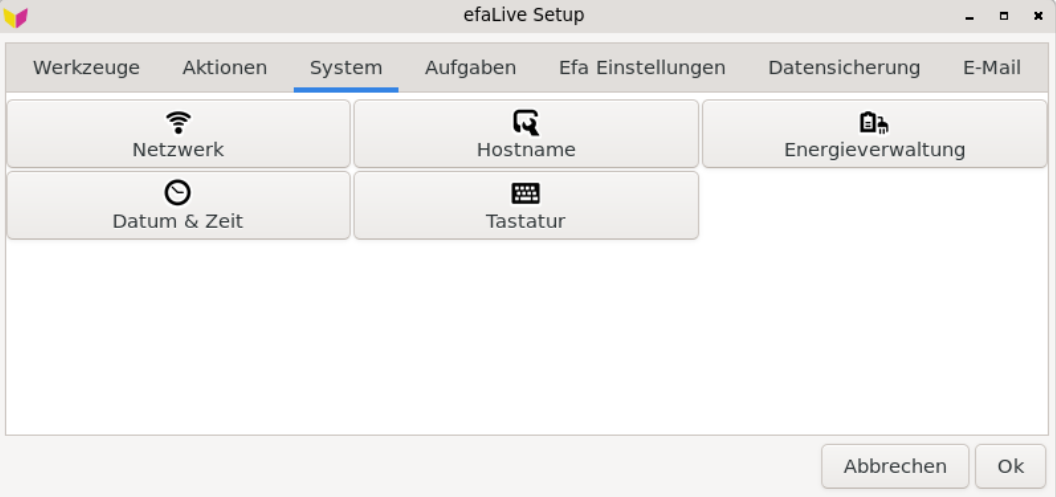 efaLive Setup
Werkzeuge Aktionen System Aufgaben Efa Einstellungen Datensicherung E-Mail
Netzwerk Hostname Energieverwaltung
Datum & Zeit Tastatur
Abbrechen Ok